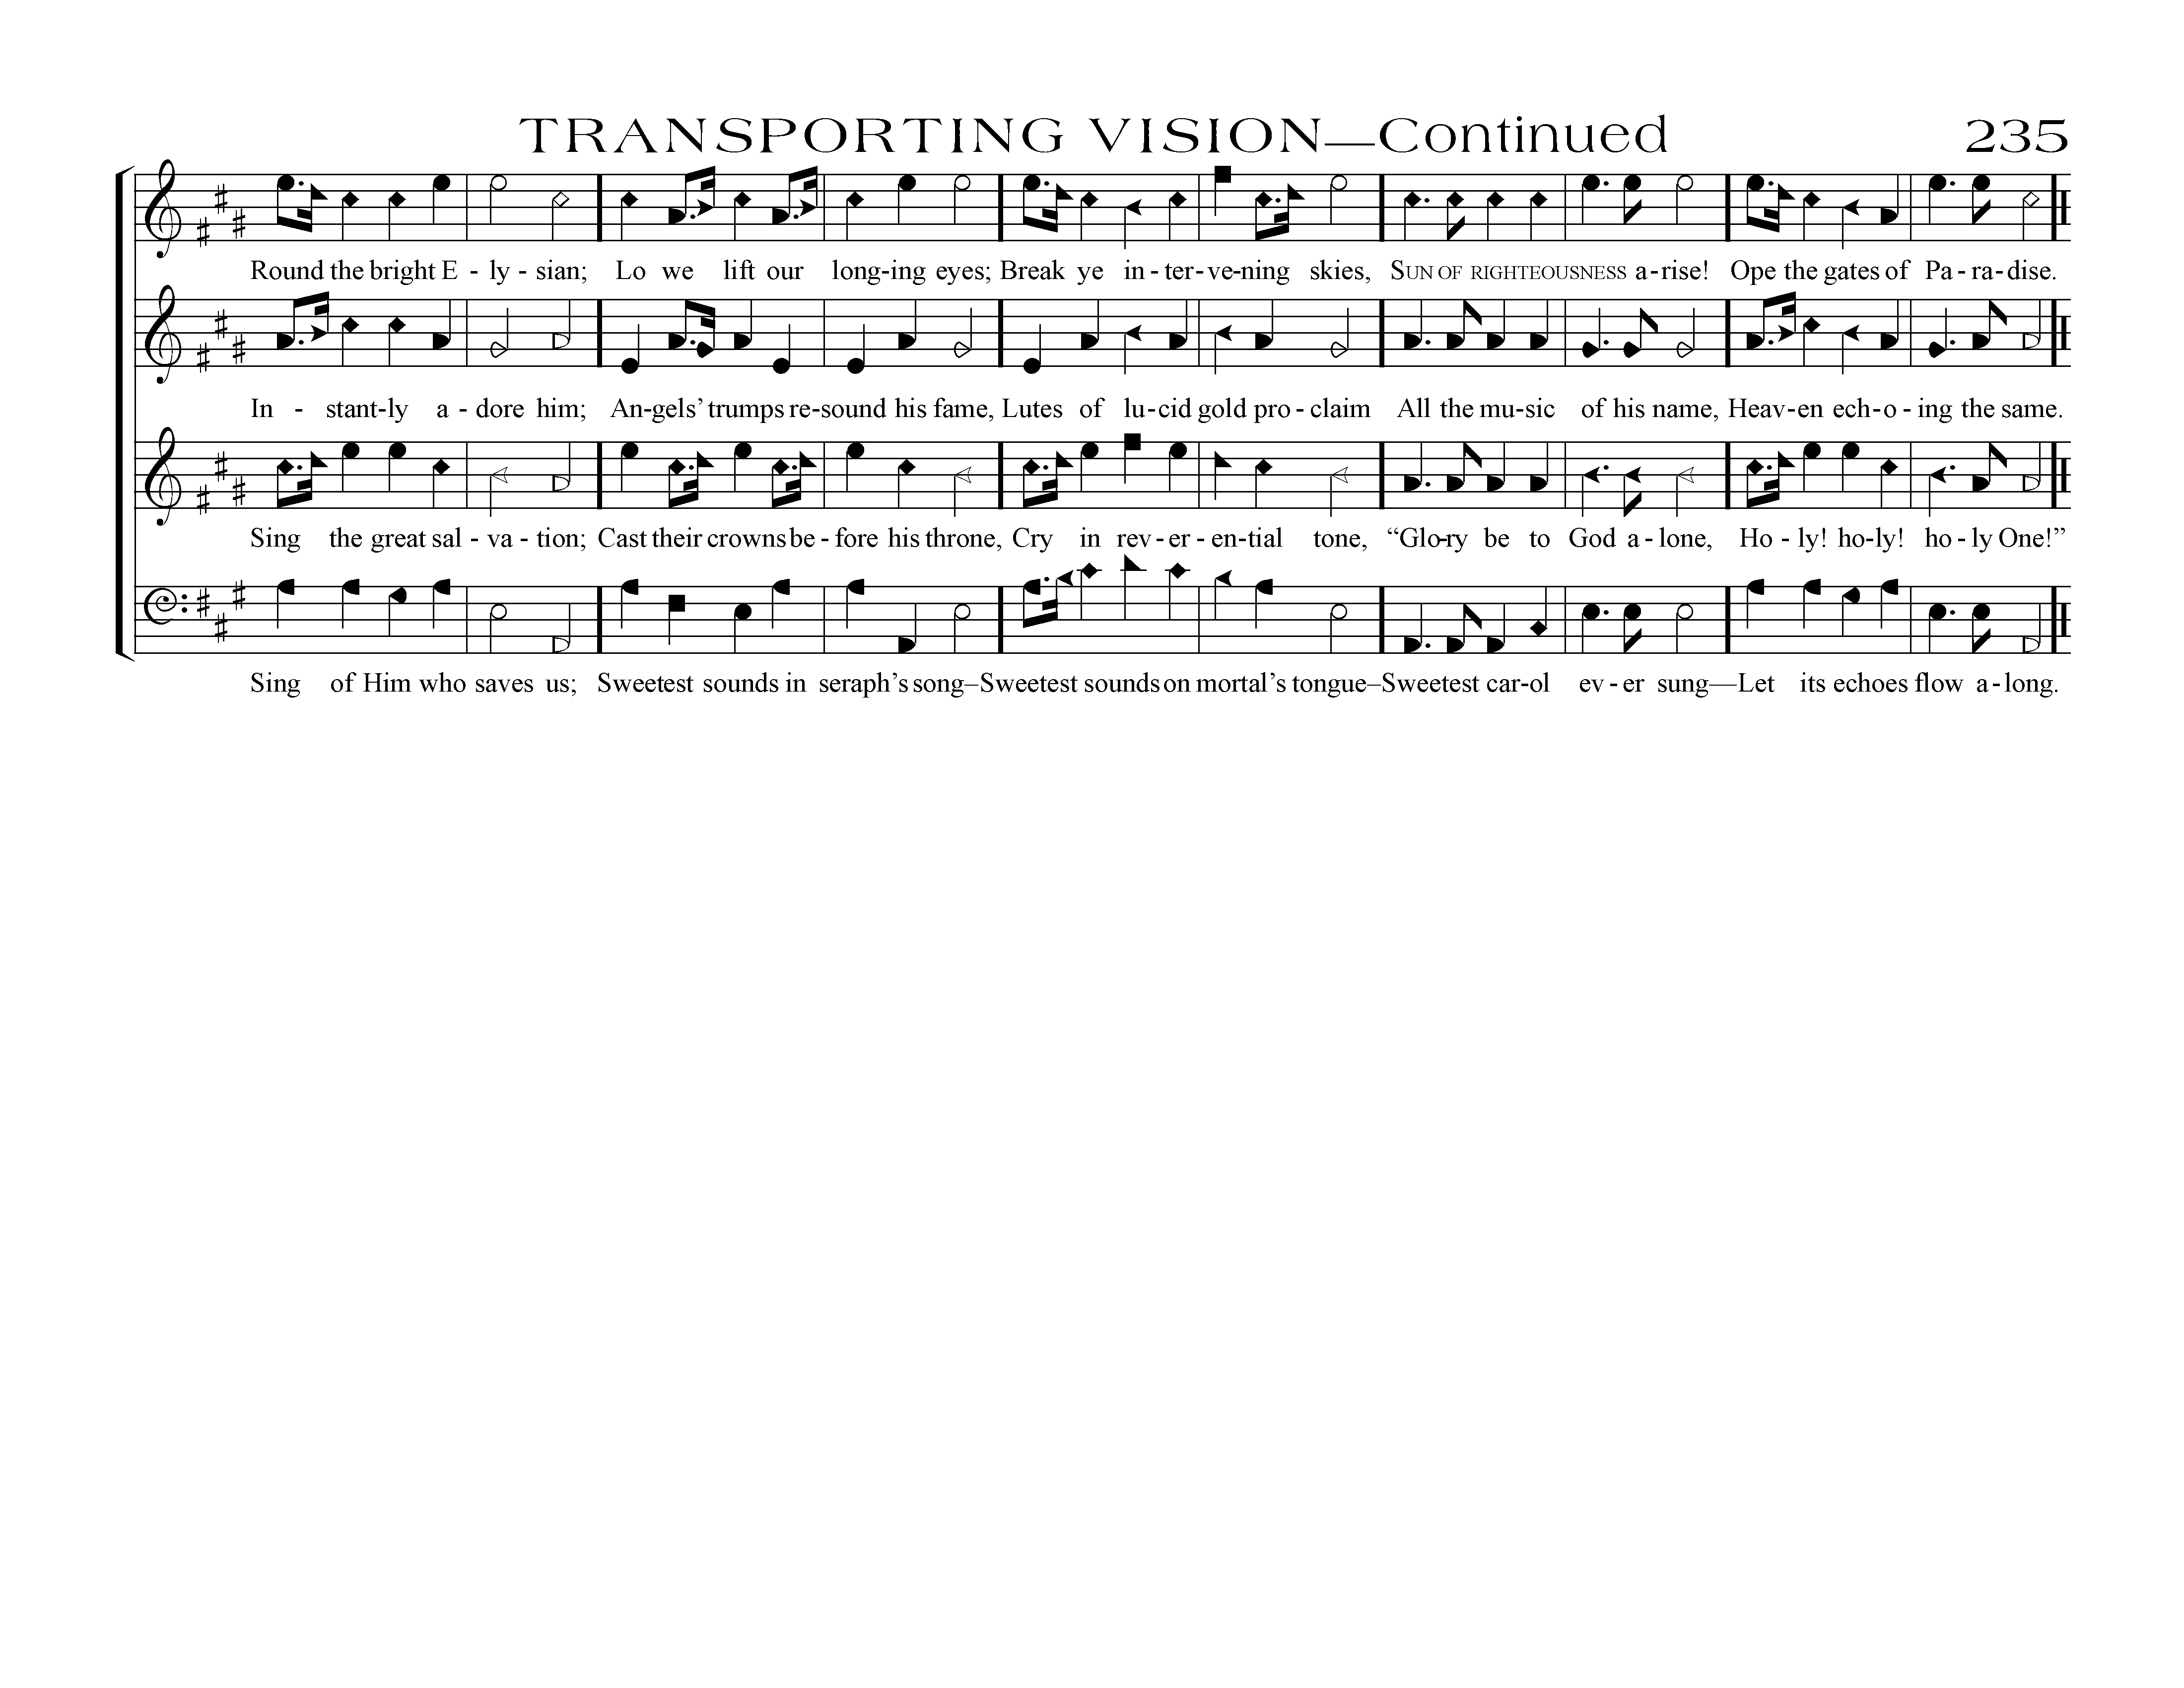 TRANSPORTING VISION—Continued 235
Round the bright E - ly - sian; Lo we lift our long-ing eyes; Break ye in - ter - ve-ning skies, SUN OF RIGHTEOUSNESS a - rise! Ope the gates of Pa - ra - dise.
In - stant-ly a - dore him; An-gels’ trumps re-sound his fame, Lutes of lu-cid gold pro - claim All the mu-sic of his name, Heav-en ech-o - ing the same.
Sing the great sal - va - tion; Cast their crowns be - fore his throne, Cry in rev - er - en-tial tone, “Glo-ry be to God a - lone, Ho - ly! ho-ly! ho - ly One!”
Sing of Him who saves us; Sweetest sounds in seraph’s song–Sweetest sounds on mortal’s tongue–Sweetest car-ol ev - er sung—Let its echoes flow a - long.